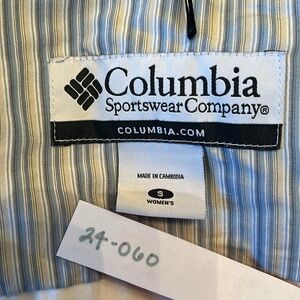 Columbia
Sportswear Company®
COLUMBIA.COM
MADE IN CAMBODIA
S
WOMEN'S
24-060